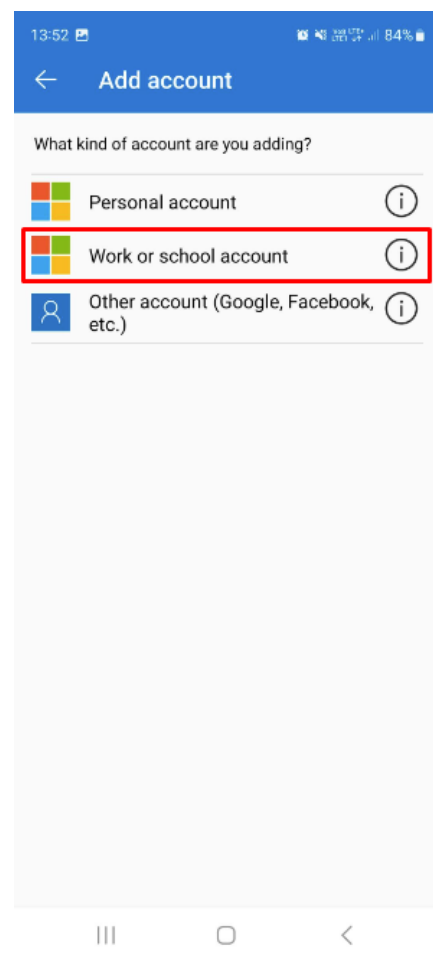 13:52 84%
Add account
What kind of account are you adding?
Personal account
Work or school account
Other account (Google, Facebook,
etc.)